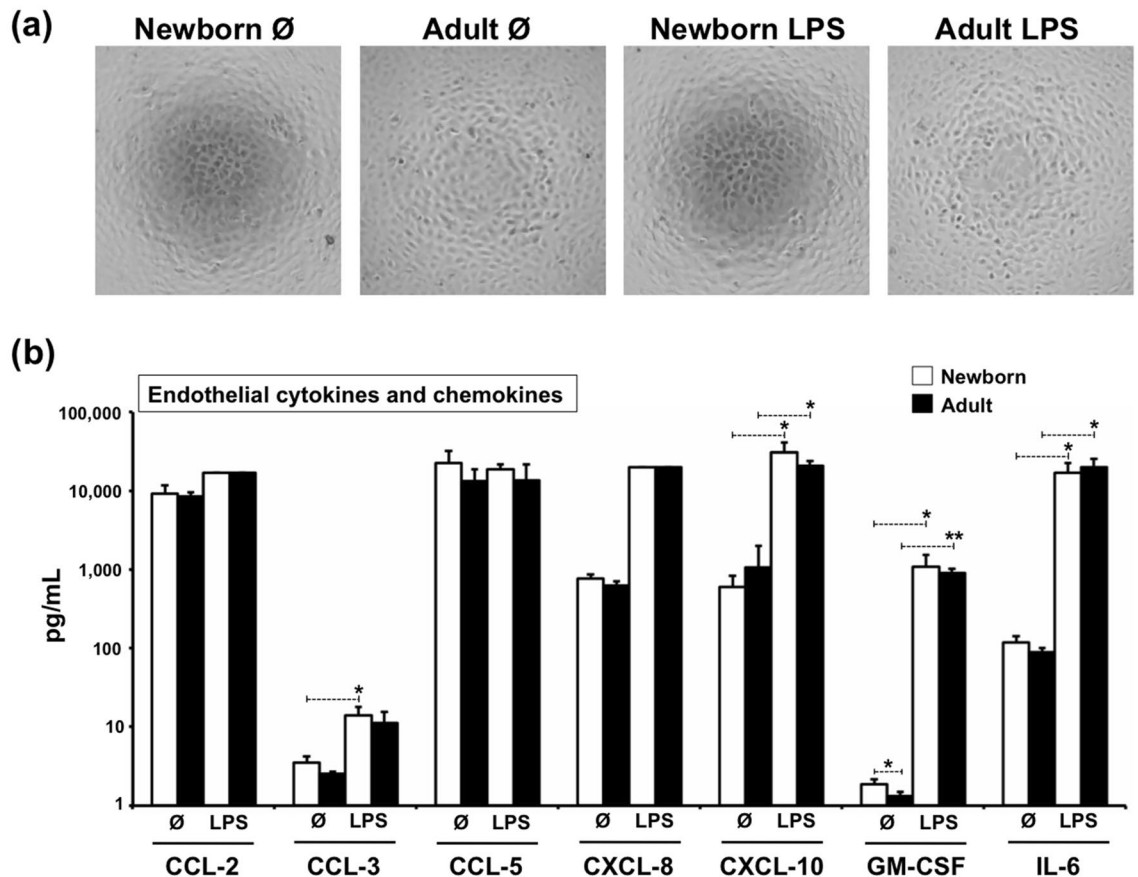 (a)
Newborn Ø Adult Ø Newborn LPS Adult LPS
(b)
Endothelial cytokines and chemokines
Newborn
Adult
pg/mL
100,000
10,000
1,000
100
10
1
* * * * * ** * * *
Ø LPS Ø LPS Ø LPS Ø LPS Ø LPS Ø LPS Ø LPS
CCL-2 CCL-3 CCL-5 CXCL-8 CXCL-10 GM-CSF IL-6